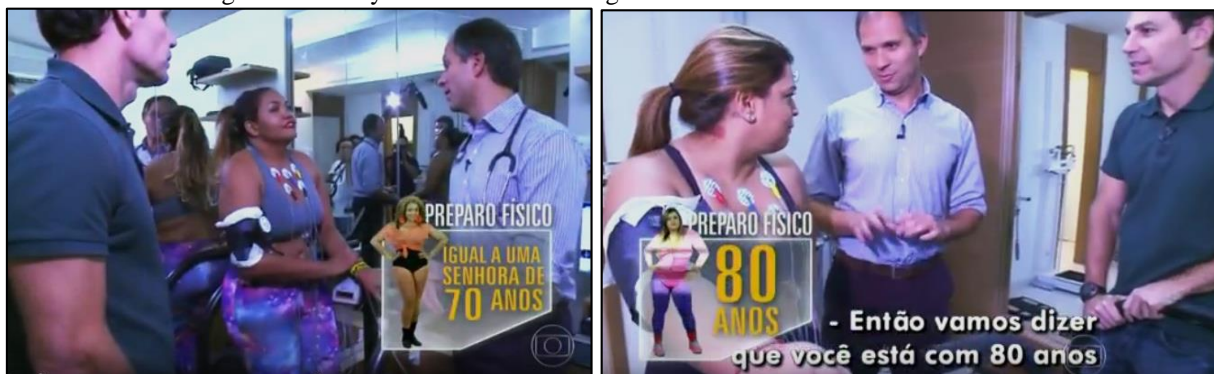 PREPARO FÍSICO
IGUAL A UMA
SENHORA DE
70 ANOS
PREPARO FÍSICO
80
ANOS
- Então vamos dizer
que você está com 80 anos